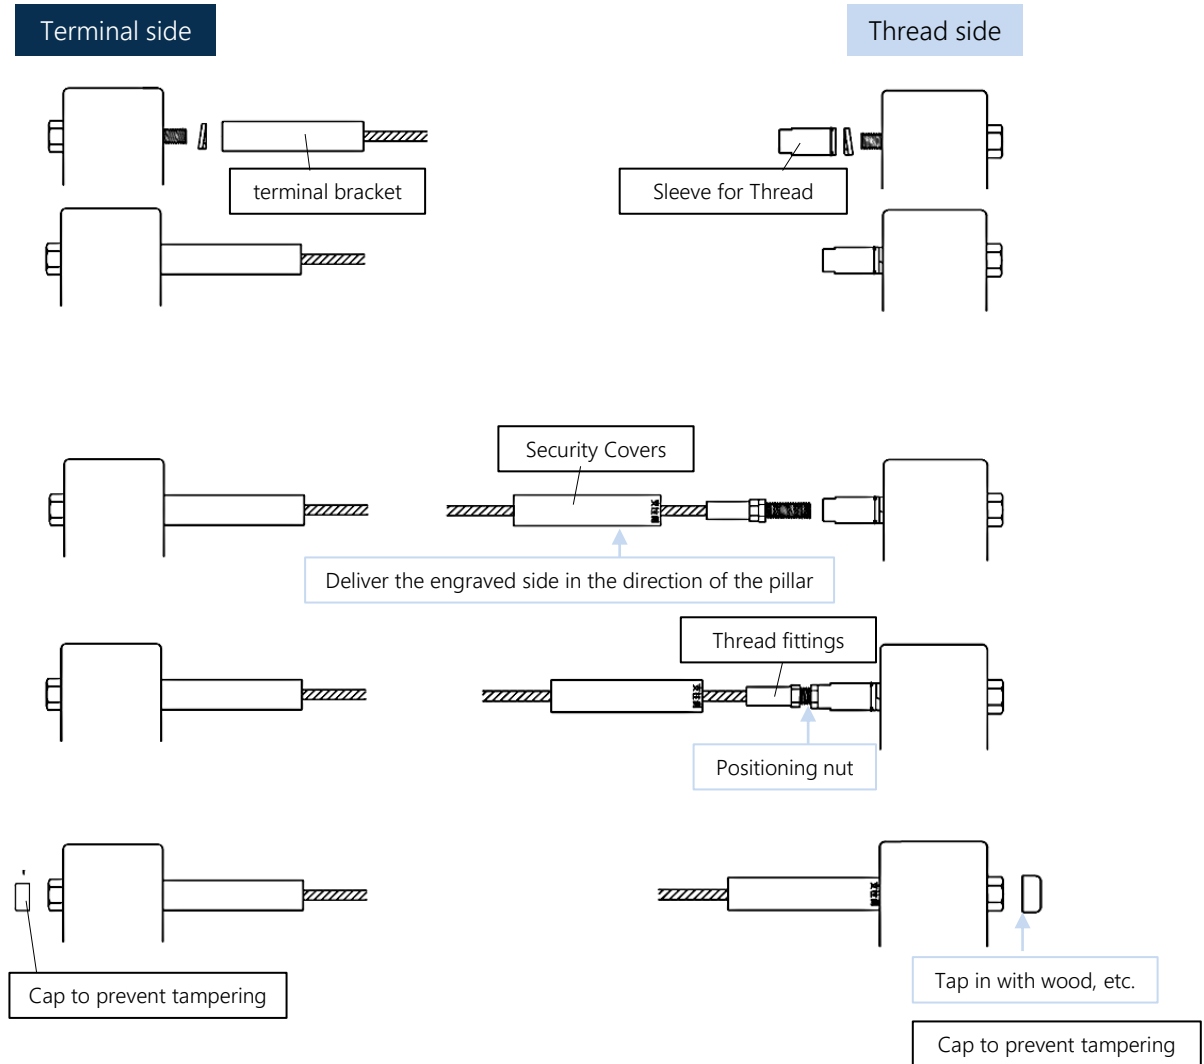 Terminal side
Thread side
terminal bracket
Sleeve for Thread
Security Covers
Deliver the engraved side in the direction of the pillar
Thread fittings
Positioning nut
Cap to prevent tampering
Tap in with wood, etc.
Cap to prevent tampering